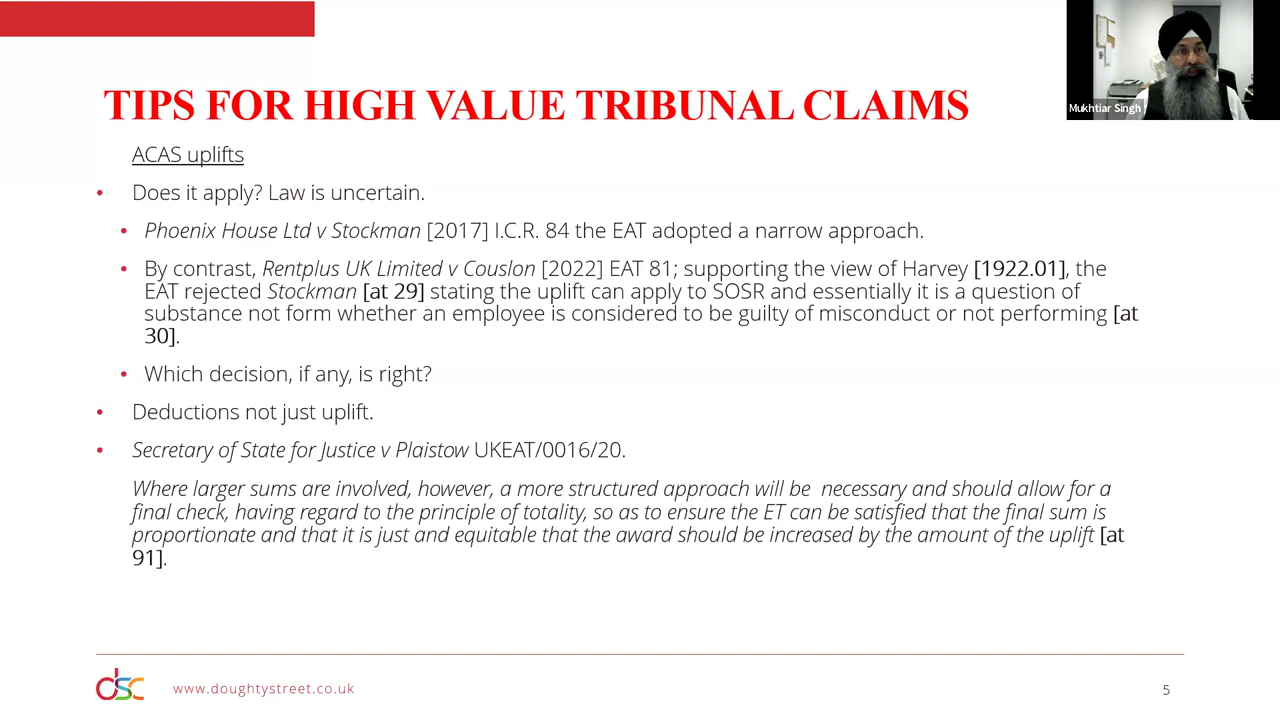 Mukhtiar Singh
TIPS FOR HIGH VALUE TRIBUNAL CLAIMS
ACAS uplifts
• Does it apply? Law is uncertain.
• Phoenix House Ltd v Stockman [2017] I.C.R. 84 the EAT adopted a narrow approach.
• By contrast, Rentplus UK Limited v Couslon [2022] EAT 81; supporting the view of Harvey [1922.01], the
EAT rejected Stockman [at 29] stating the uplift can apply to SOSR and essentially it is a question of
substance not form whether an employee is considered to be guilty of misconduct or not performing [at
30].
• Which decision, if any, is right?
• Deductions not just uplift.
• Secretary of State for Justice v Plaistow UKEAT/0016/20.
Where larger sums are involved, however, a more structured approach will be necessary and should allow for a
final check, having regard to the principle of totality, so as to ensure the ET can be satisfied that the final sum is
proportionate and that it is just and equitable that the award should be increased by the amount of the uplift [at
91].
dsc
www.doughtystreet.co.uk
5